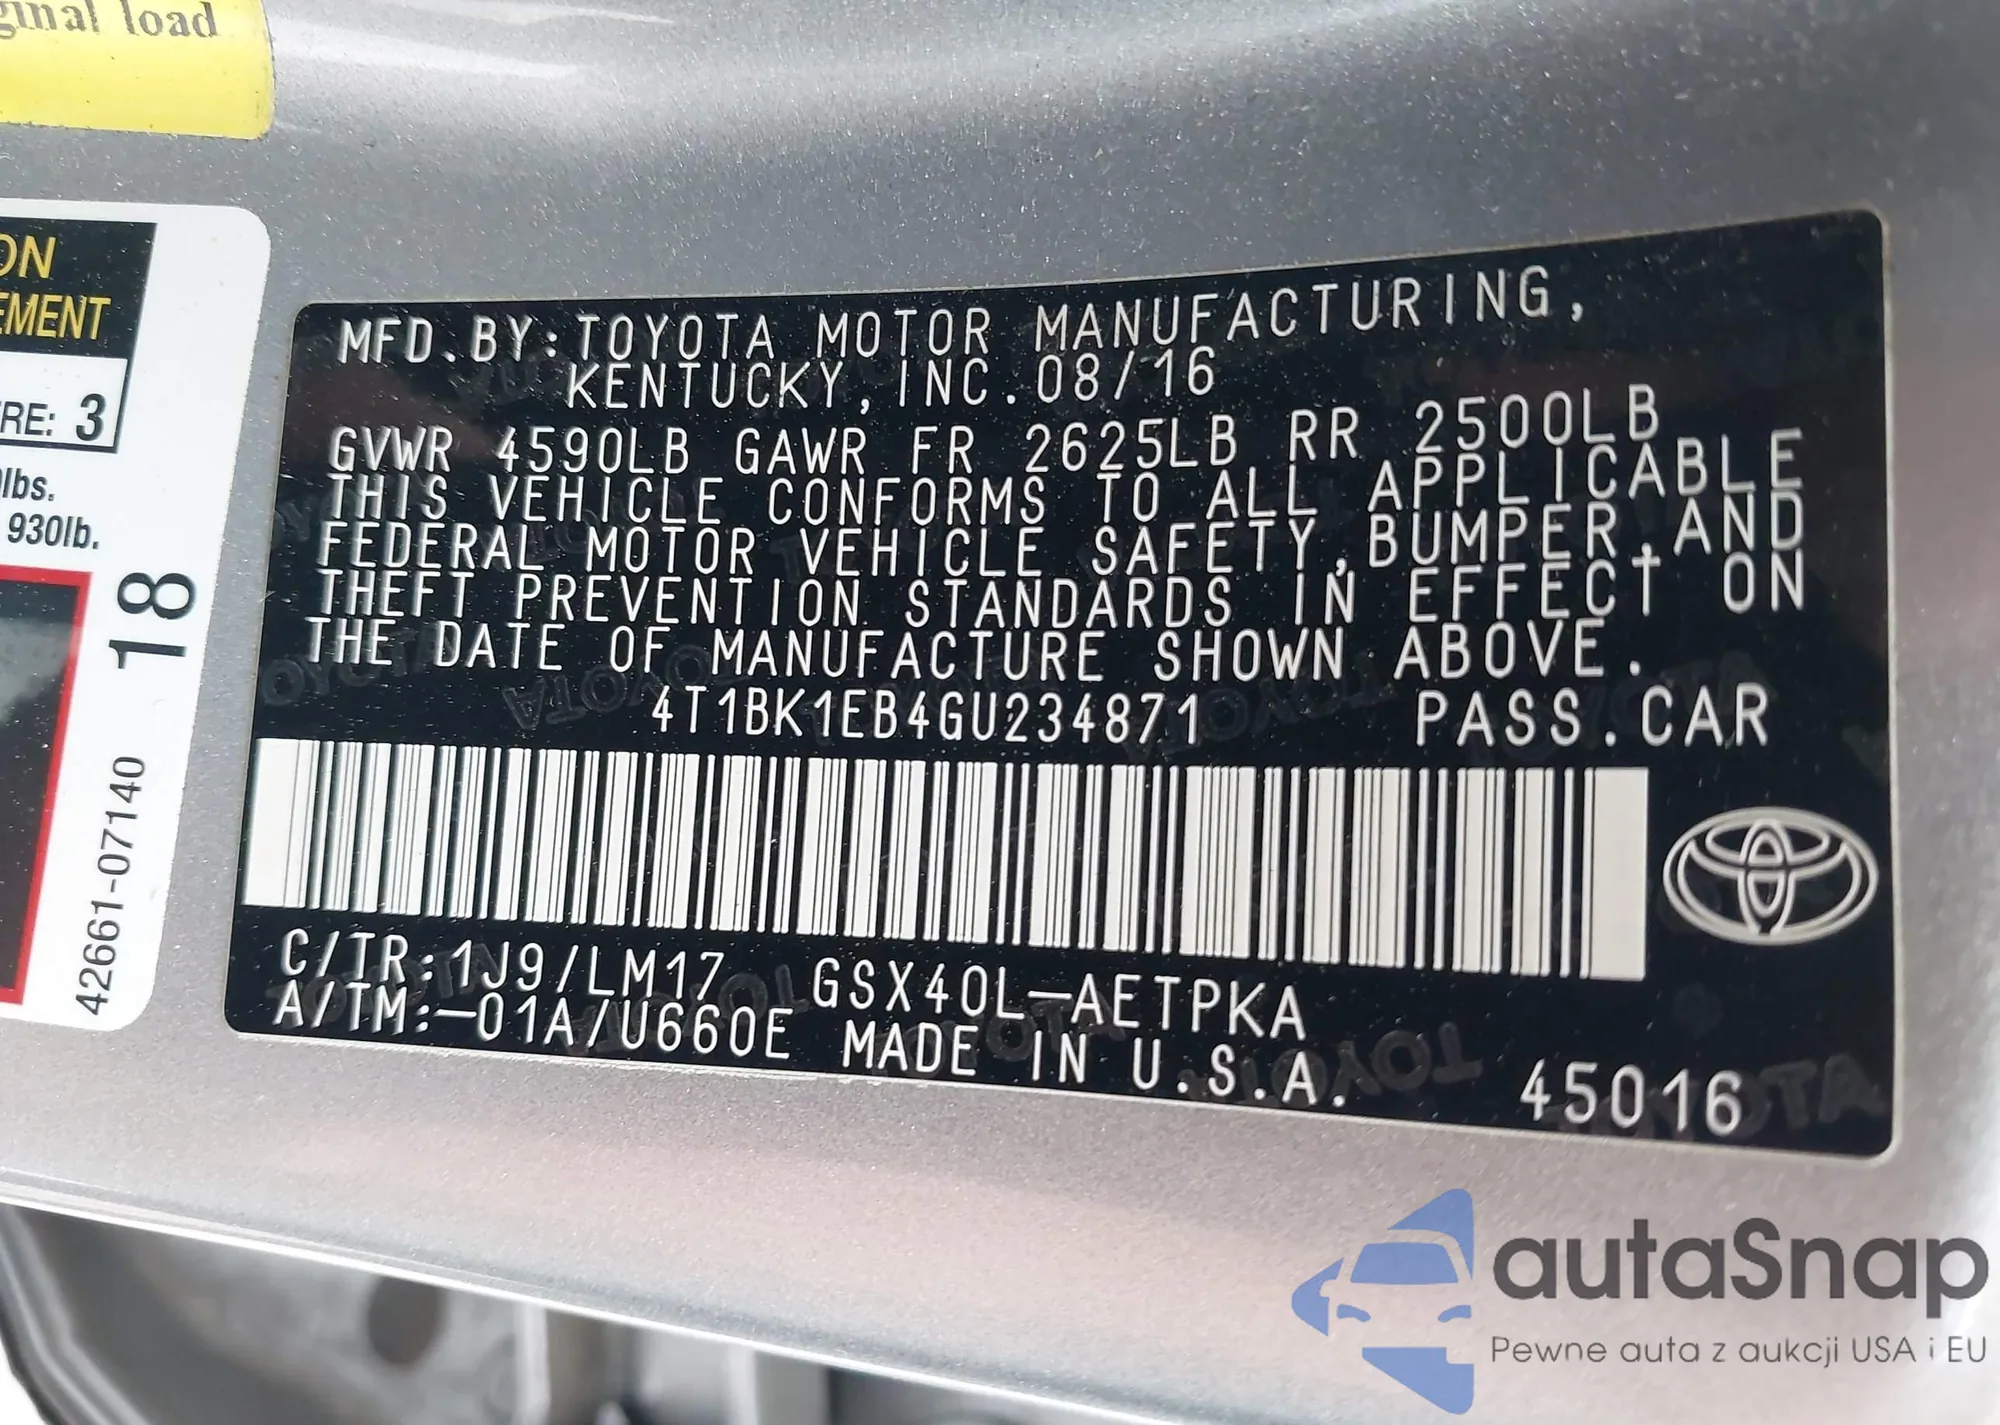 ginal load
ON
EMENT
RE: 3
lbs.
930lb.
18
42661-07140
MFD.BY:TOYOTA MOTOR MANUFACTURING,
KENTUCKY,INC.08/16
GVWR 4590LB GAWR FR 2625LB RR 2500LB
THIS VEHICLE CONFORMS TO ALL APPLICABLE
FEDERAL MOTOR VEHICLE SAFETY,BUMPER,AND
THEFT PREVENTION STANDARDS IN EFFECT ON
THE DATE OF MANUFACTURE SHOWN ABOVE.
4T1BK1EB4GU234871 PASS.CAR
C/TR:1J9/LM17 GSX40L-AETPKA
A/TM:-01A/U660E MADE IN U.S.A.
45016
autaSnap
Pewne auta z aukcji USA i EU